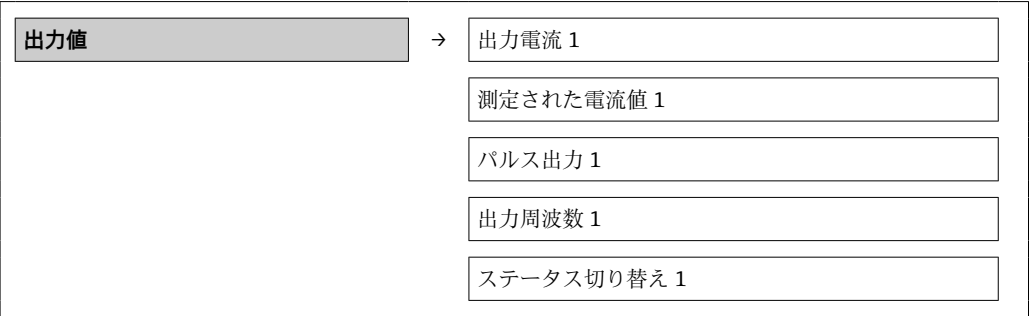 出力値 → 出力電流 1
測定された電流値 1
パルス出力 1
出力周波数 1
ステータス切り替え 1